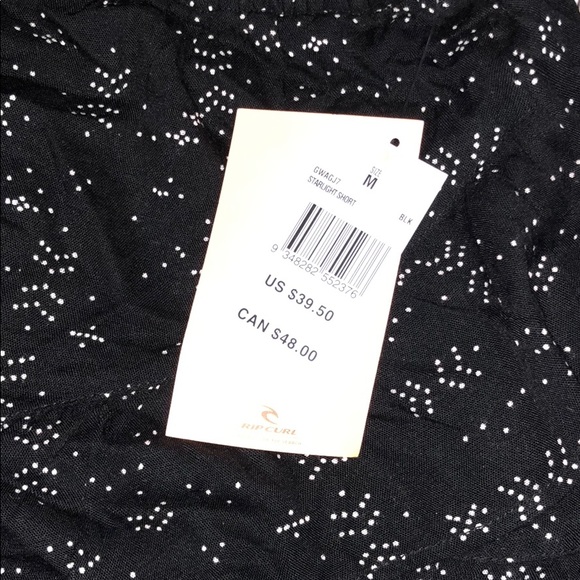 GWAGJ7
STARLIGHT SHORT
SIZE
M
BLK
9 348282 552376
US $39.50
CAN $48.00
RIP CURL